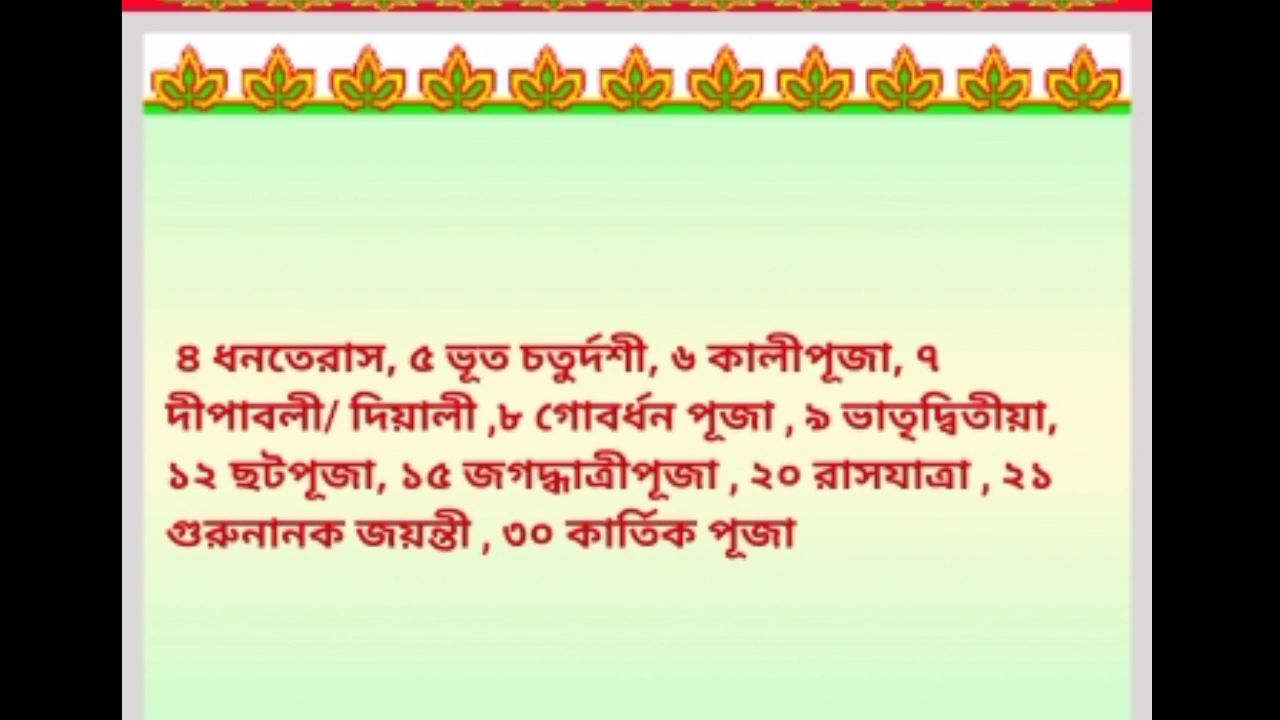 ৪ ধনতেরাস, ৫ ভূত চতুর্দশী, ৬ কালীপূজা, ৭
দীপাবলী/ দিয়ালী ,৮ গোবর্ধন পূজা , ৯ ভাতৃদ্বিতীয়া,
১২ ছটপূজা, ১৫ জগদ্ধাত্রীপূজা , ২০ রাসযাত্রা , ২১
গুরুনানক জয়ন্তী , ৩০ কার্তিক পূজা